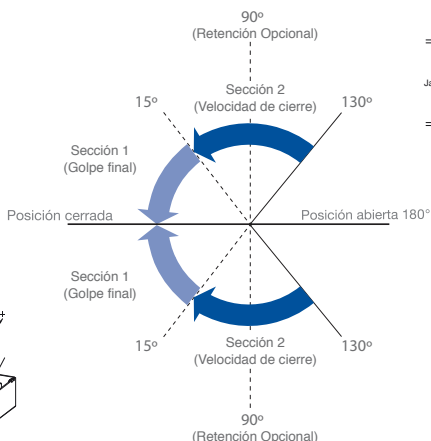 90º
(Retención Opcional)
Sección 2
(Velocidad de cierre)
15º
130º
Sección 1
(Golpe final)
Posición cerrada
Posición abierta 180°
Sección 1
(Golpe final)
15º
130º
Sección 2
(Velocidad de cierre)
90º
(Retención Opcional)